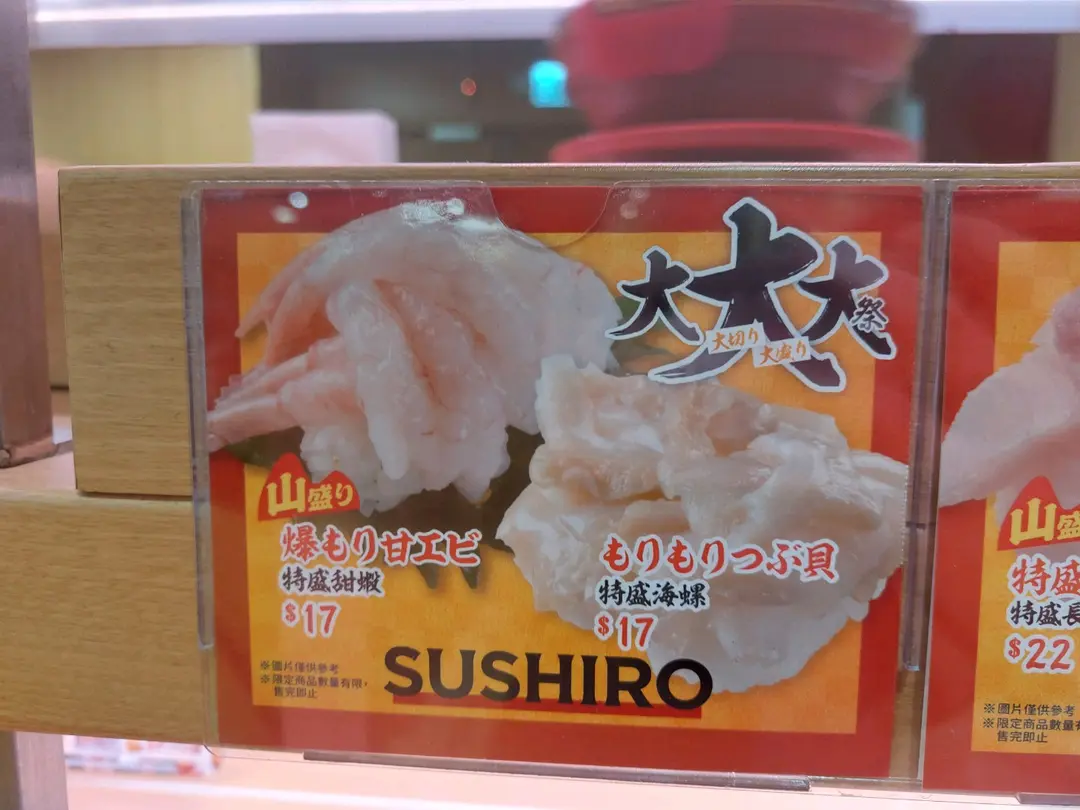 大大大祭
大切り
大盛り
山盛り
爆もり甘エビ
特盛甜蝦
$17
もりもりつぶ貝
特盛海螺
$17
※圖片僅供參考
※限定商品數量有限，
售完即止
SUSHIRO
山盛
特盛
特盛長
$22
※圖片僅供參考
※限定商品數量有
售完即止